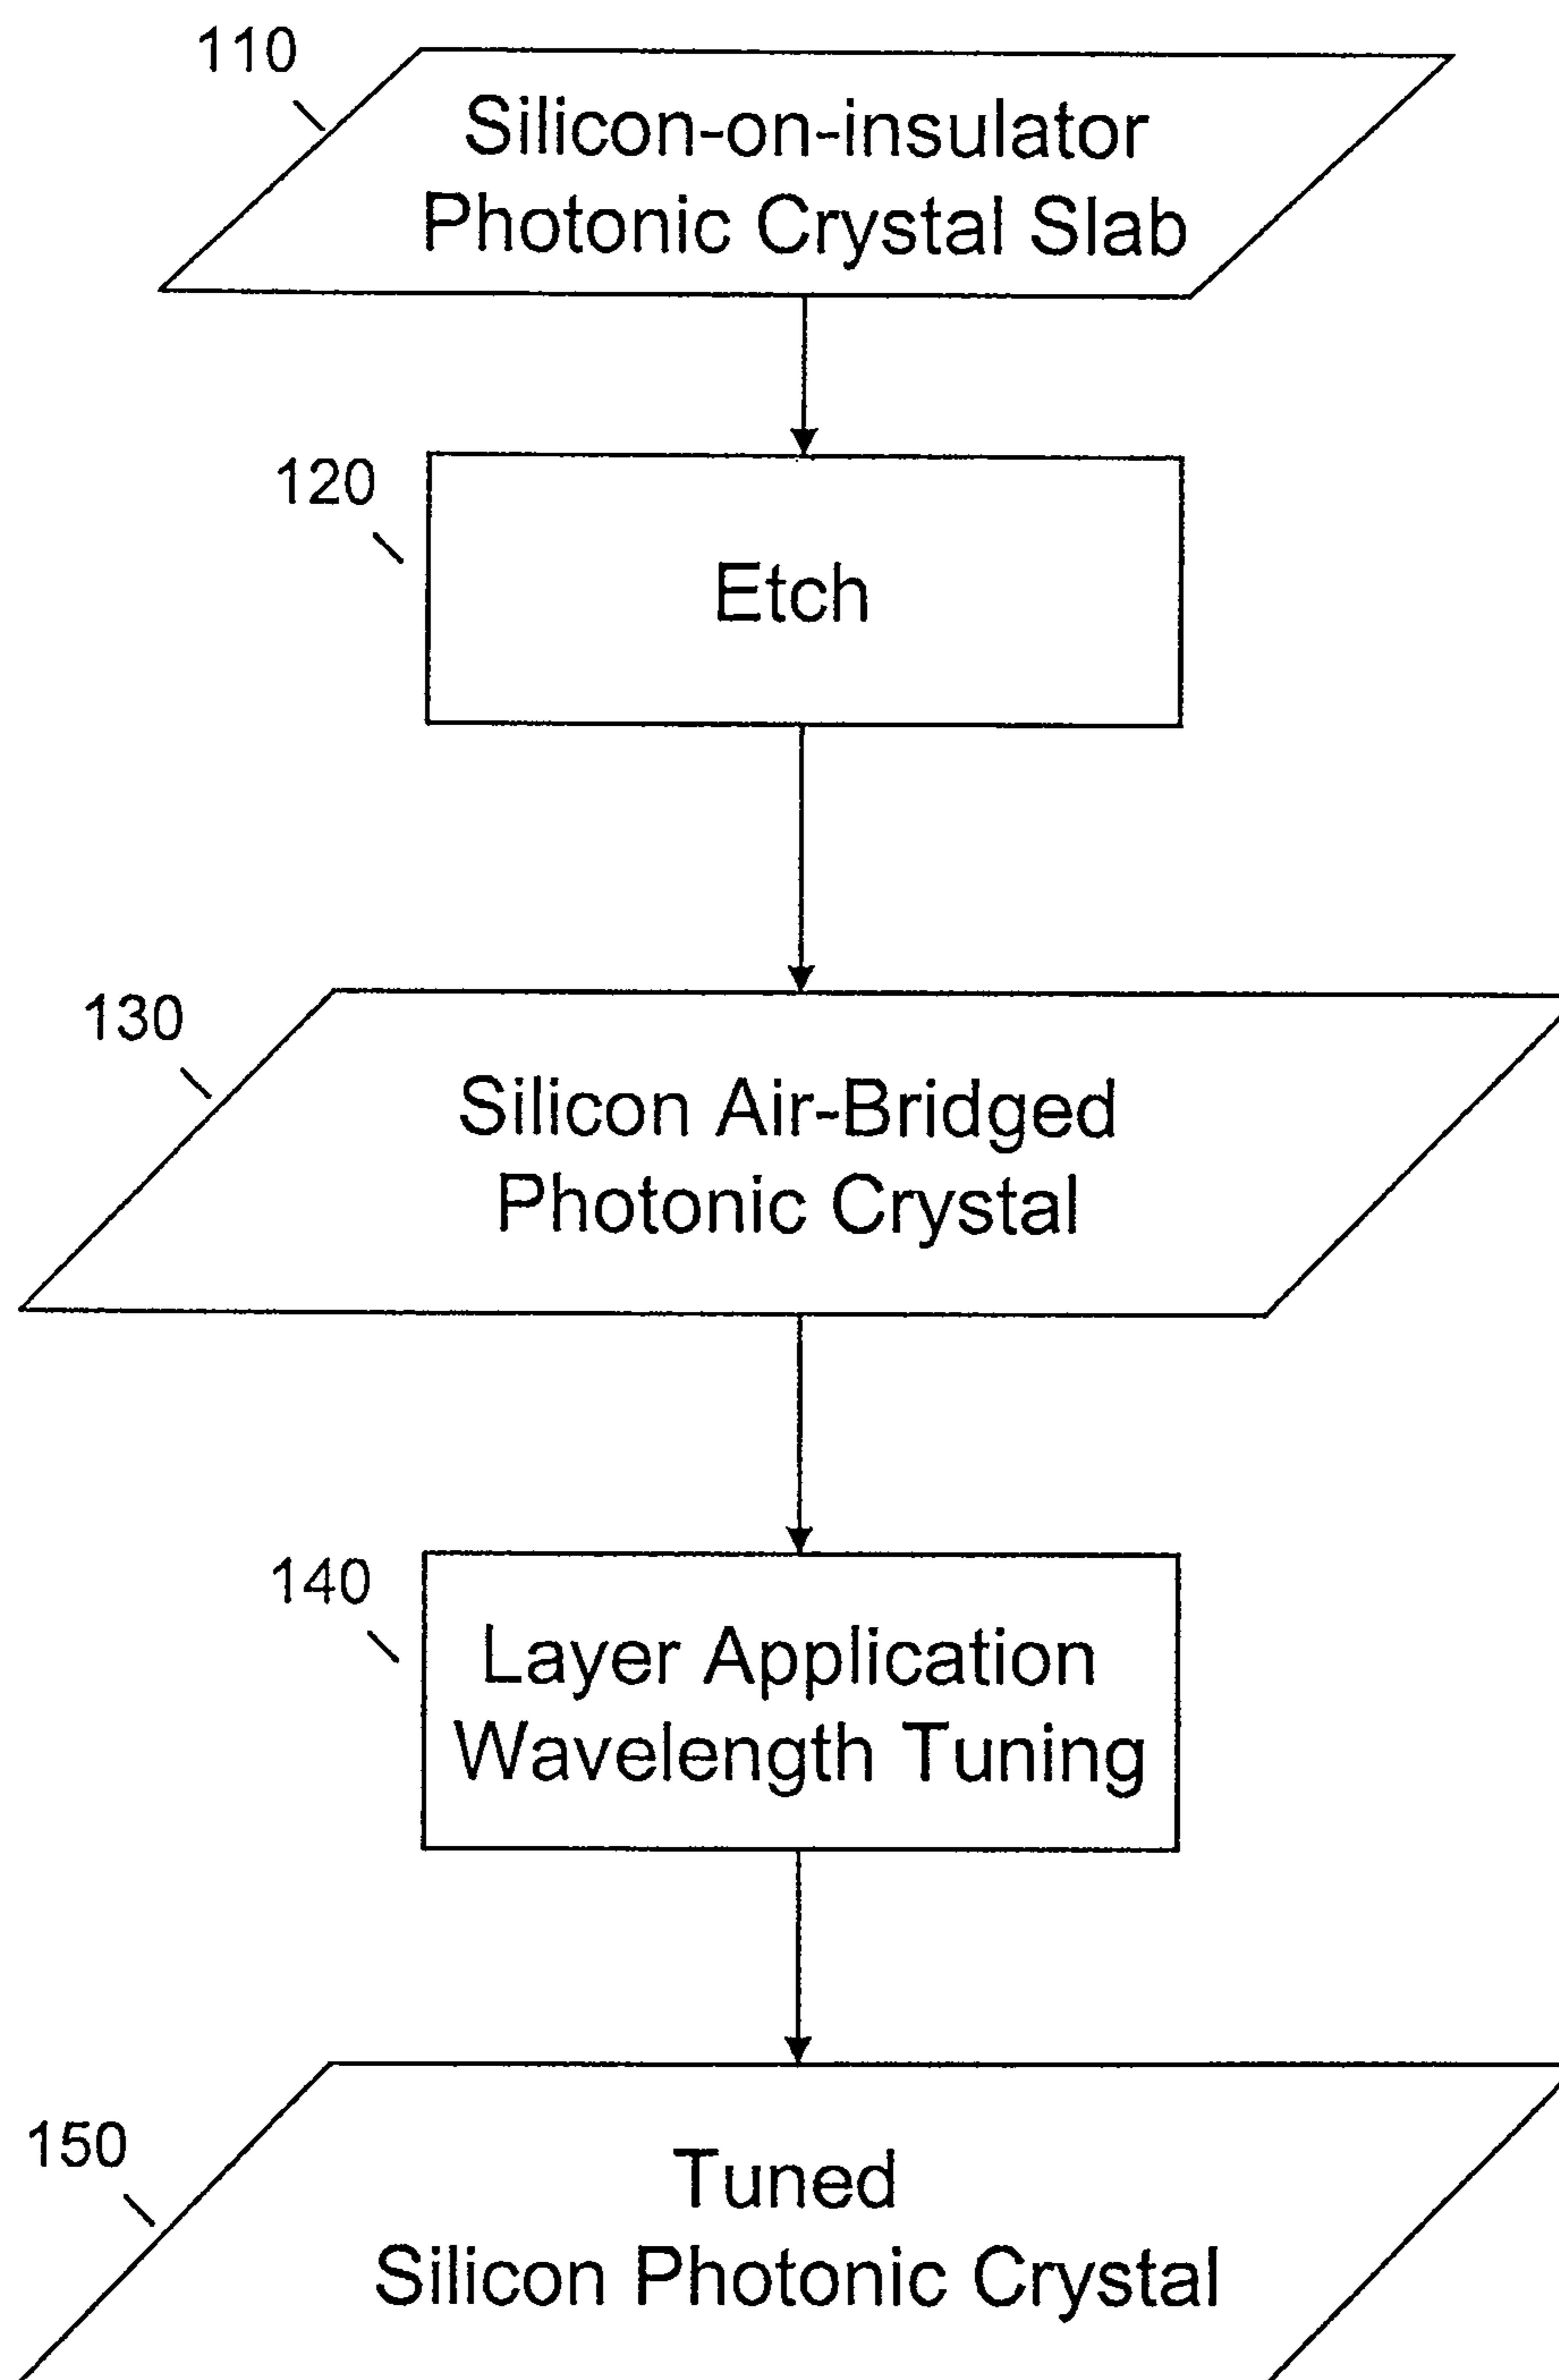 110
Silicon-on-insulator
Photonic Crystal Slab
120
Etch
130
Silicon Air-Bridged
Photonic Crystal
140
Layer Application
Wavelength Tuning
150
Tuned
Silicon Photonic Crystal